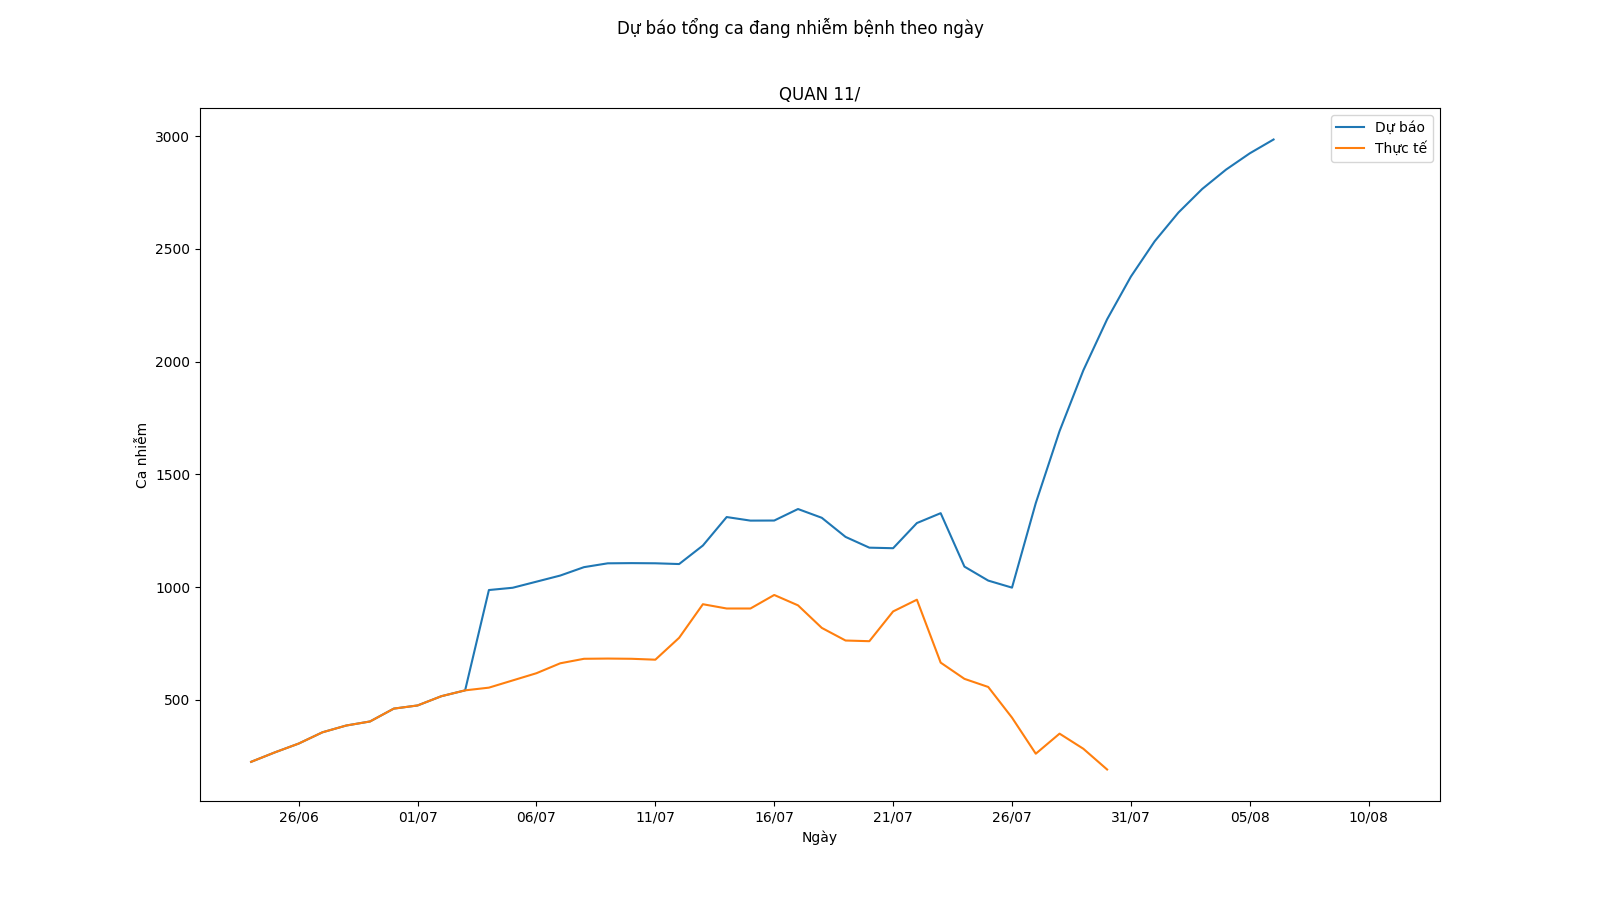 Dự báo tổng ca đang nhiễm bệnh theo ngày
QUAN 11/
Dự báo
Thực tế
Ca nhiễm
3000
2500
2000
1500
1000
500
26/06 01/07 06/07 11/07 16/07 21/07 26/07 31/07 05/08 10/08
Ngày